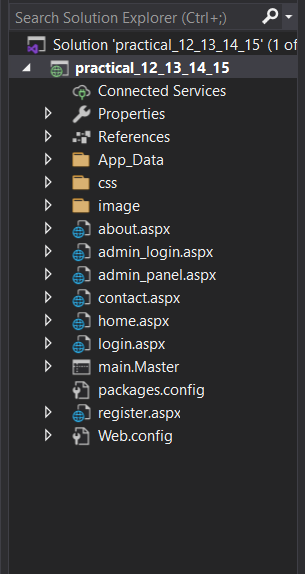 Search Solution Explorer (Ctrl+;)
Solution 'practical_12_13_14_15' (1 of
practical_12_13_14_15
Connected Services
Properties
References
App_Data
css
image
about.aspx
admin_login.aspx
admin_panel.aspx
contact.aspx
home.aspx
login.aspx
main.Master
packages.config
register.aspx
Web.config